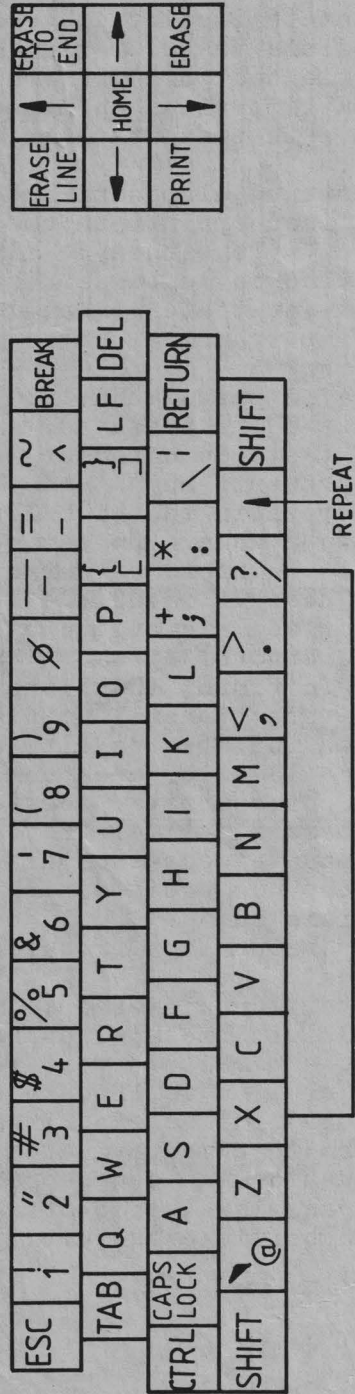 ESC ! 1 " 2 # 3 $ 4 % 5 & 6 ' 7 ( 8 ) 9 Ø — = - ~ ^ BREAK
TAB Q W E R T Y U I O P { [ } ] LF DEL
CTRL CAPS LOCK A S D F G H K L + ; * : \ ¦ RETURN
SHIFT ` @ Z X C V B N M < , > . ? / SHIFT
REPEAT
ERASE LINE ↑ ERASE TO END
← HOME →
PRINT ↓ ERASE